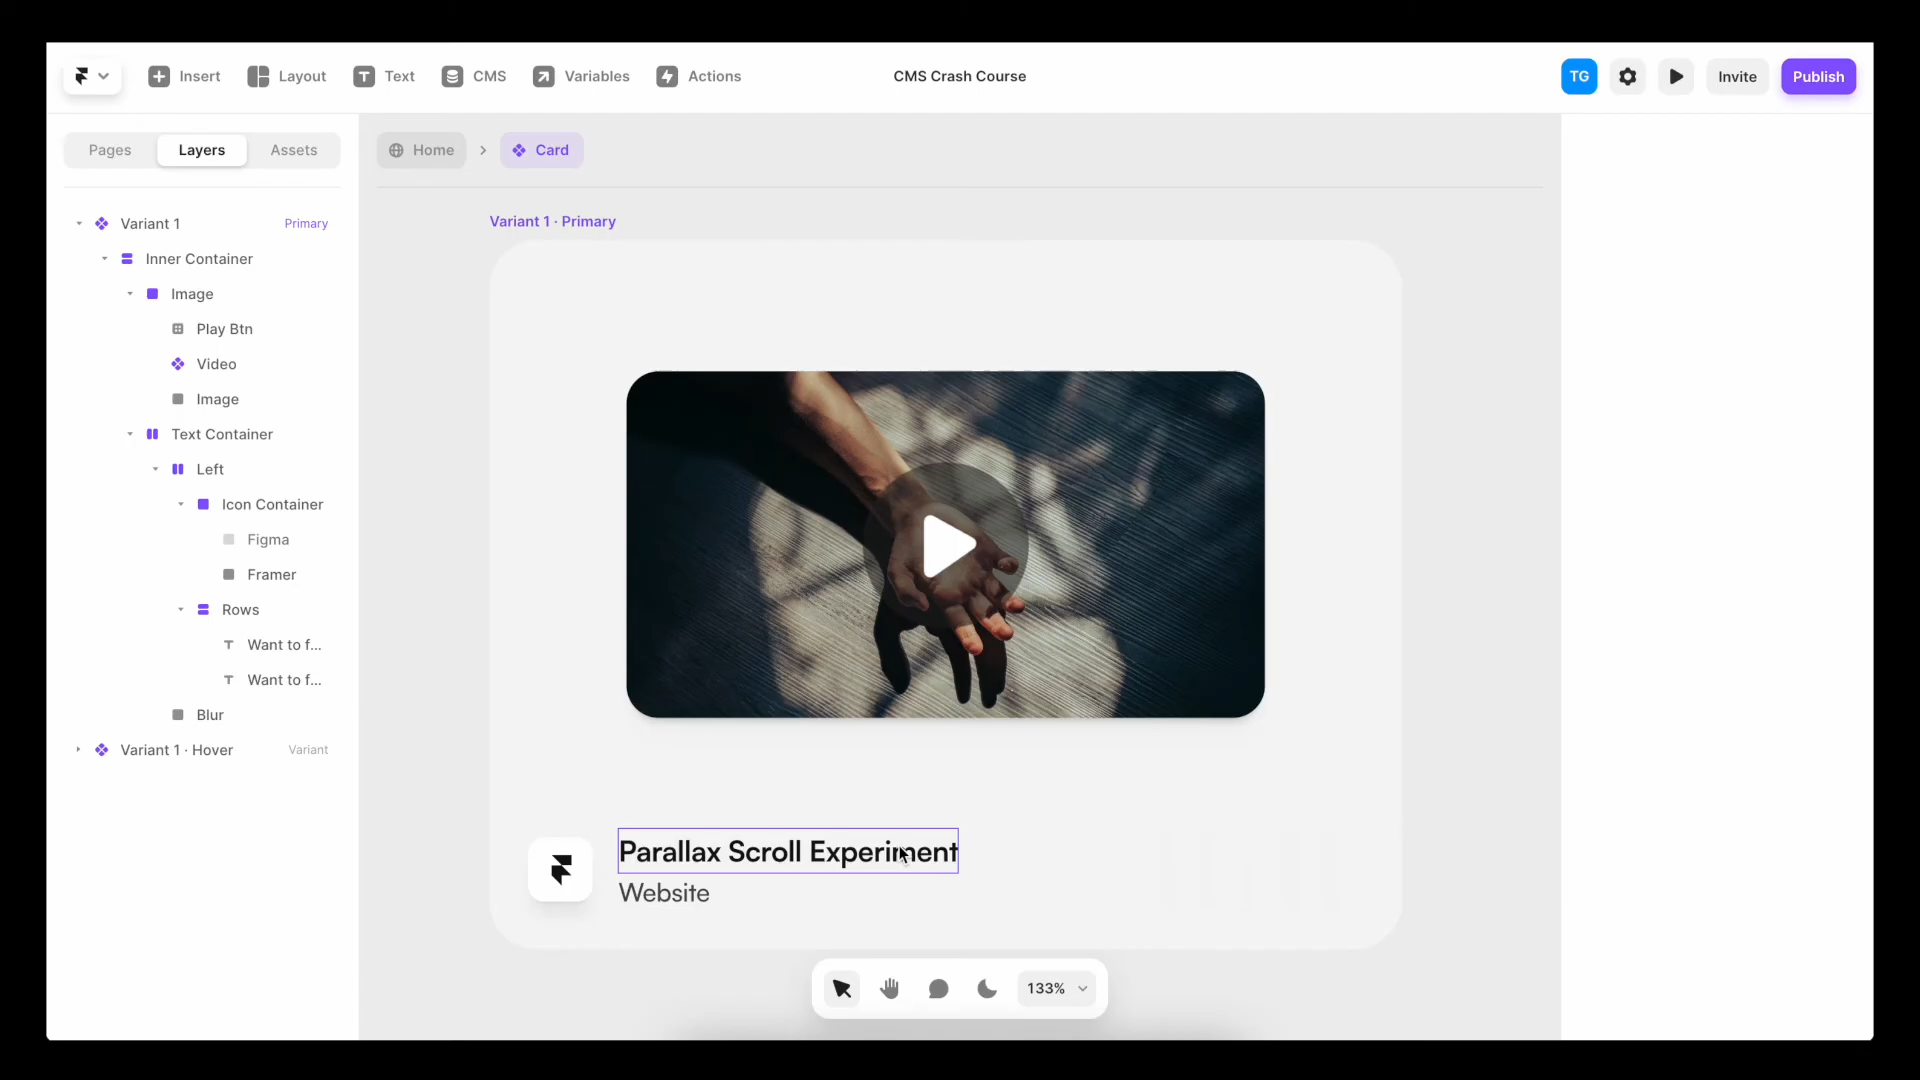 Insert
Layout
Text
CMS
Variables
Actions
CMS Crash Course
TG
Invite
Publish
Pages
Layers
Assets
Home
Card
Variant 1
Primary
Inner Container
Image
Play Btn
Video
Image
Text Container
Left
Icon Container
Figma
Framer
Rows
Want to f...
Want to f...
Blur
Variant 1 · Hover
Variant
Variant 1 · Primary
Parallax Scroll Experiment
Website
133%